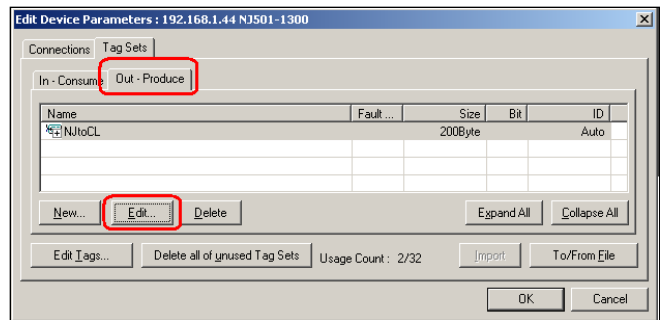 Edit Device Parameters : 192.168.1.44 NJ501-1300
Connections Tag Sets
In - Consume Out - Produce
Name Fault ... Size Bit ID
NJtoCL 200Byte Auto
New... Edit... Delete Expand All Collapse All
Edit Tags... Delete all of unused Tag Sets Usage Count : 2/32 Import To/From File
OK Cancel